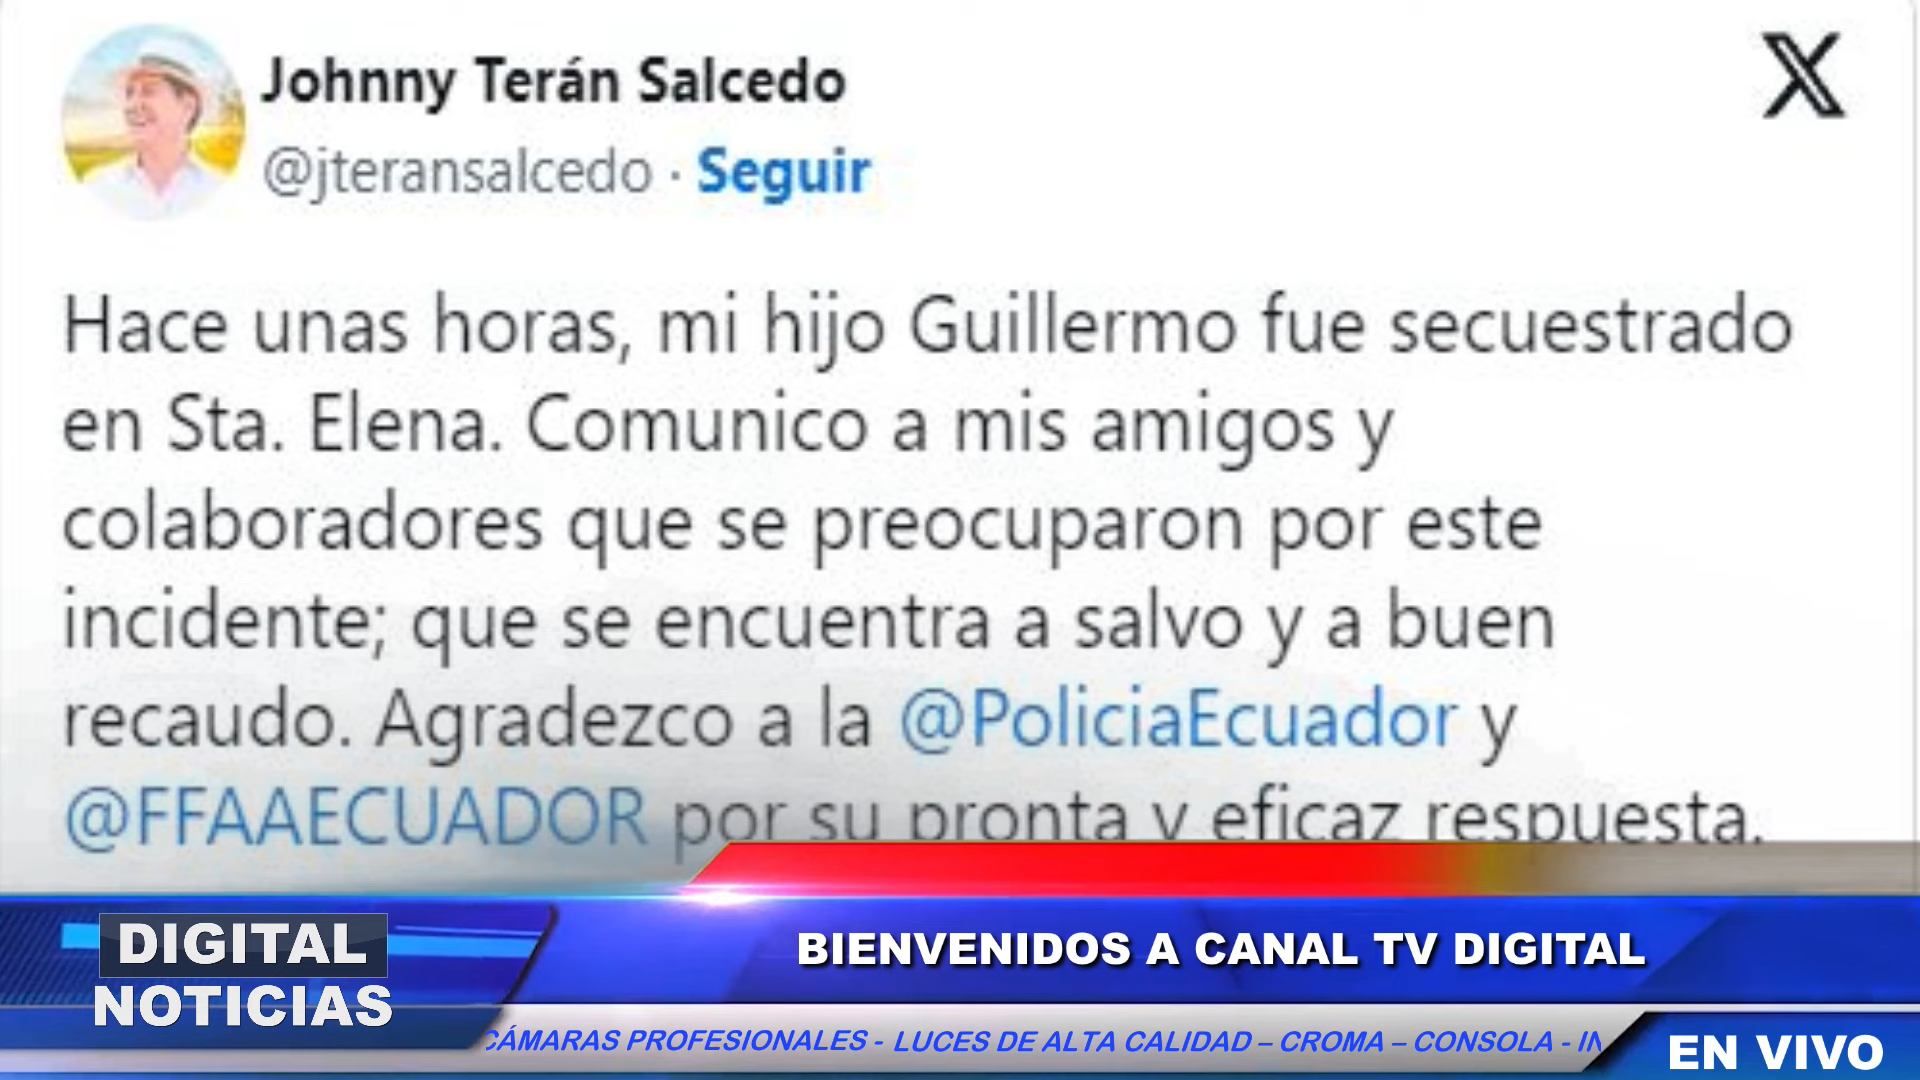 Johnny Terán Salcedo
@jteransalcedo · Seguir
Hace unas horas, mi hijo Guillermo fue secuestrado
en Sta. Elena. Comunico a mis amigos y
colaboradores que se preocuparon por este
incidente; que se encuentra a salvo y a buen
recaudo. Agradezco a la @PoliciaEcuador y
@FFAAECUADOR por su pronta y eficaz respuesta.
DIGITAL
NOTICIAS
BIENVENIDOS A CANAL TV DIGITAL
CÁMARAS PROFESIONALES - LUCES DE ALTA CALIDAD – CROMA – CONSOLA -
EN VIVO